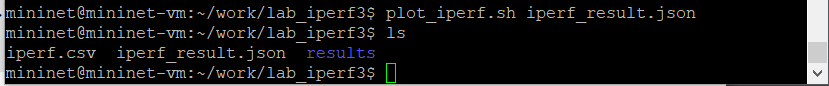 mininet@mininet-vm:~/work/lab_iperf3$ plot_iperf.sh iperf_result.json
mininet@mininet-vm:~/work/lab_iperf3$ ls
iperf.csv  iperf_result.json  results
mininet@mininet-vm:~/work/lab_iperf3$